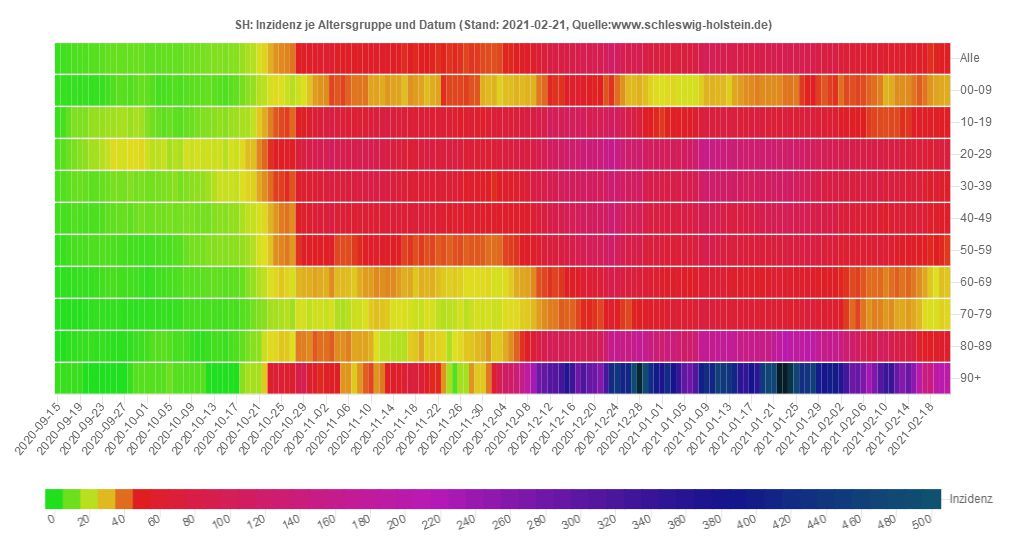 SH: Inzidenz je Altersgruppe und Datum (Stand: 2021-02-21, Quelle:www.schleswig-holstein.de)
Alle
00-09
10-19
20-29
30-39
40-49
50-59
60-69
70-79
80-89
90+
2020-09-15 2020-09-19 2020-09-23 2020-09-27 2020-10-01 2020-10-05 2020-10-09 2020-10-13 2020-10-17 2020-10-21 2020-10-25 2020-10-29 2020-11-02 2020-11-06 2020-11-10 2020-11-14 2020-11-18 2020-11-22 2020-11-26 2020-11-30 2020-12-04 2020-12-08 2020-12-12 2020-12-16 2020-12-20 2020-12-24 2020-12-28 2021-01-01 2021-01-05 2021-01-09 2021-01-13 2021-01-17 2021-01-21 2021-01-25 2021-01-29 2021-02-02 2021-02-06 2021-02-10 2021-02-14 2021-02-18
Inzidenz
0 20 40 60 80 100 120 140 160 180 200 220 240 260 280 300 320 340 360 380 400 420 440 460 480 500